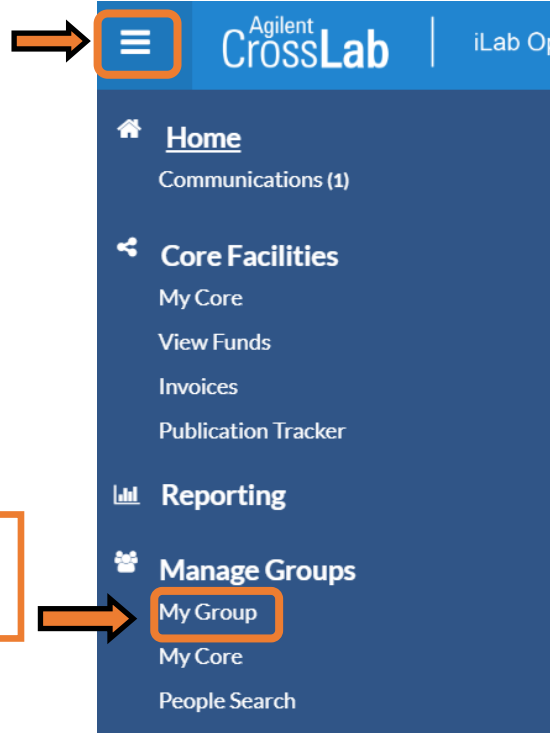 Agilent
CrossLab
iLab Op
Home
Communications (1)
Core Facilities
My Core
View Funds
Invoices
Publication Tracker
Reporting
Manage Groups
My Group
My Core
People Search